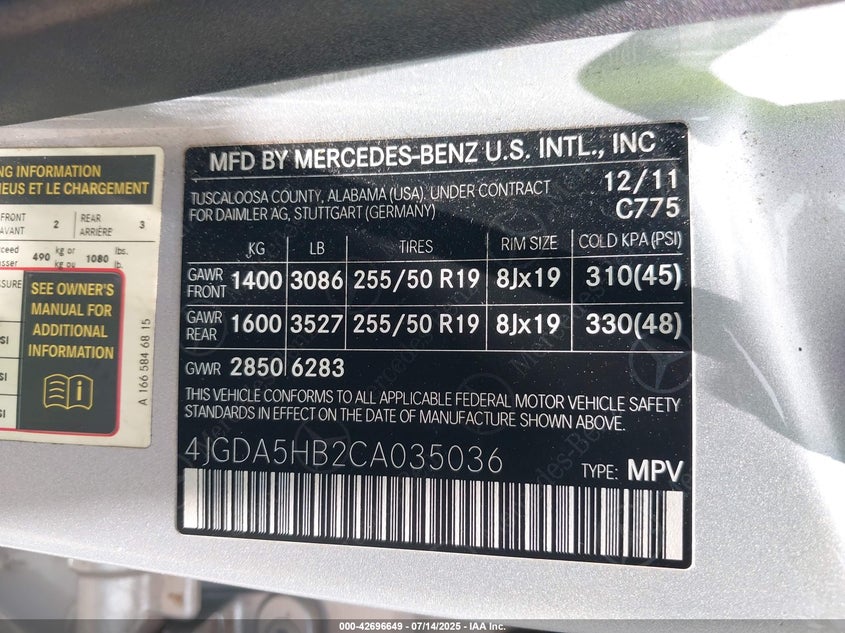 NG INFORMATION
NEUS ET LE CHARGEMENT
FRONT 2 REAR 3
AVANT ARRIÈRE
490 kg or 1080 lbs.
kg ou lb.
SEE OWNER'S
MANUAL FOR
ADDITIONAL
INFORMATION
A 166 584 68 15
MFD BY MERCEDES-BENZ U.S. INTL., INC
TUSCALOOSA COUNTY, ALABAMA (USA). UNDER CONTRACT 12/11
FOR DAIMLER AG, STUTTGART (GERMANY) C775
KG LB TIRES RIM SIZE COLD KPA (PSI)
GAWR FRONT 1400 3086 255/50 R19 8Jx19 310(45)
GAWR REAR 1600 3527 255/50 R19 8Jx19 330(48)
GVWR 2850 6283
THIS VEHICLE CONFORMS TO ALL APPLICABLE FEDERAL MOTOR VEHICLE SAFETY
STANDARDS IN EFFECT ON THE DATE OF MANUFACTURE SHOWN ABOVE.
4JGDA5HB2CA035036
TYPE: MPV
000-42696649 - 07/14/2025 - IAA Inc.